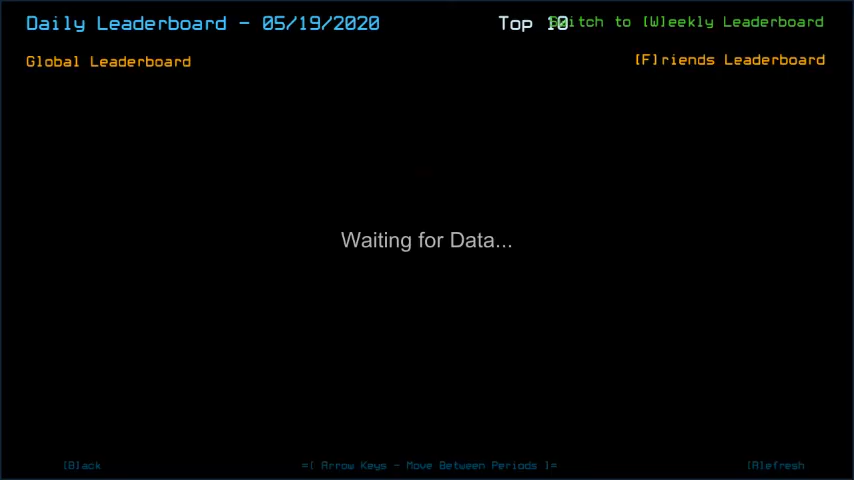 Daily Leaderboard - 05/19/2020
Top 10
Switch to [W]eekly Leaderboard
Global Leaderboard
[F]riends Leaderboard
Waiting for Data...
[B]ack
=[ Arrow Keys - Move Between Periods ]=
[R]efresh